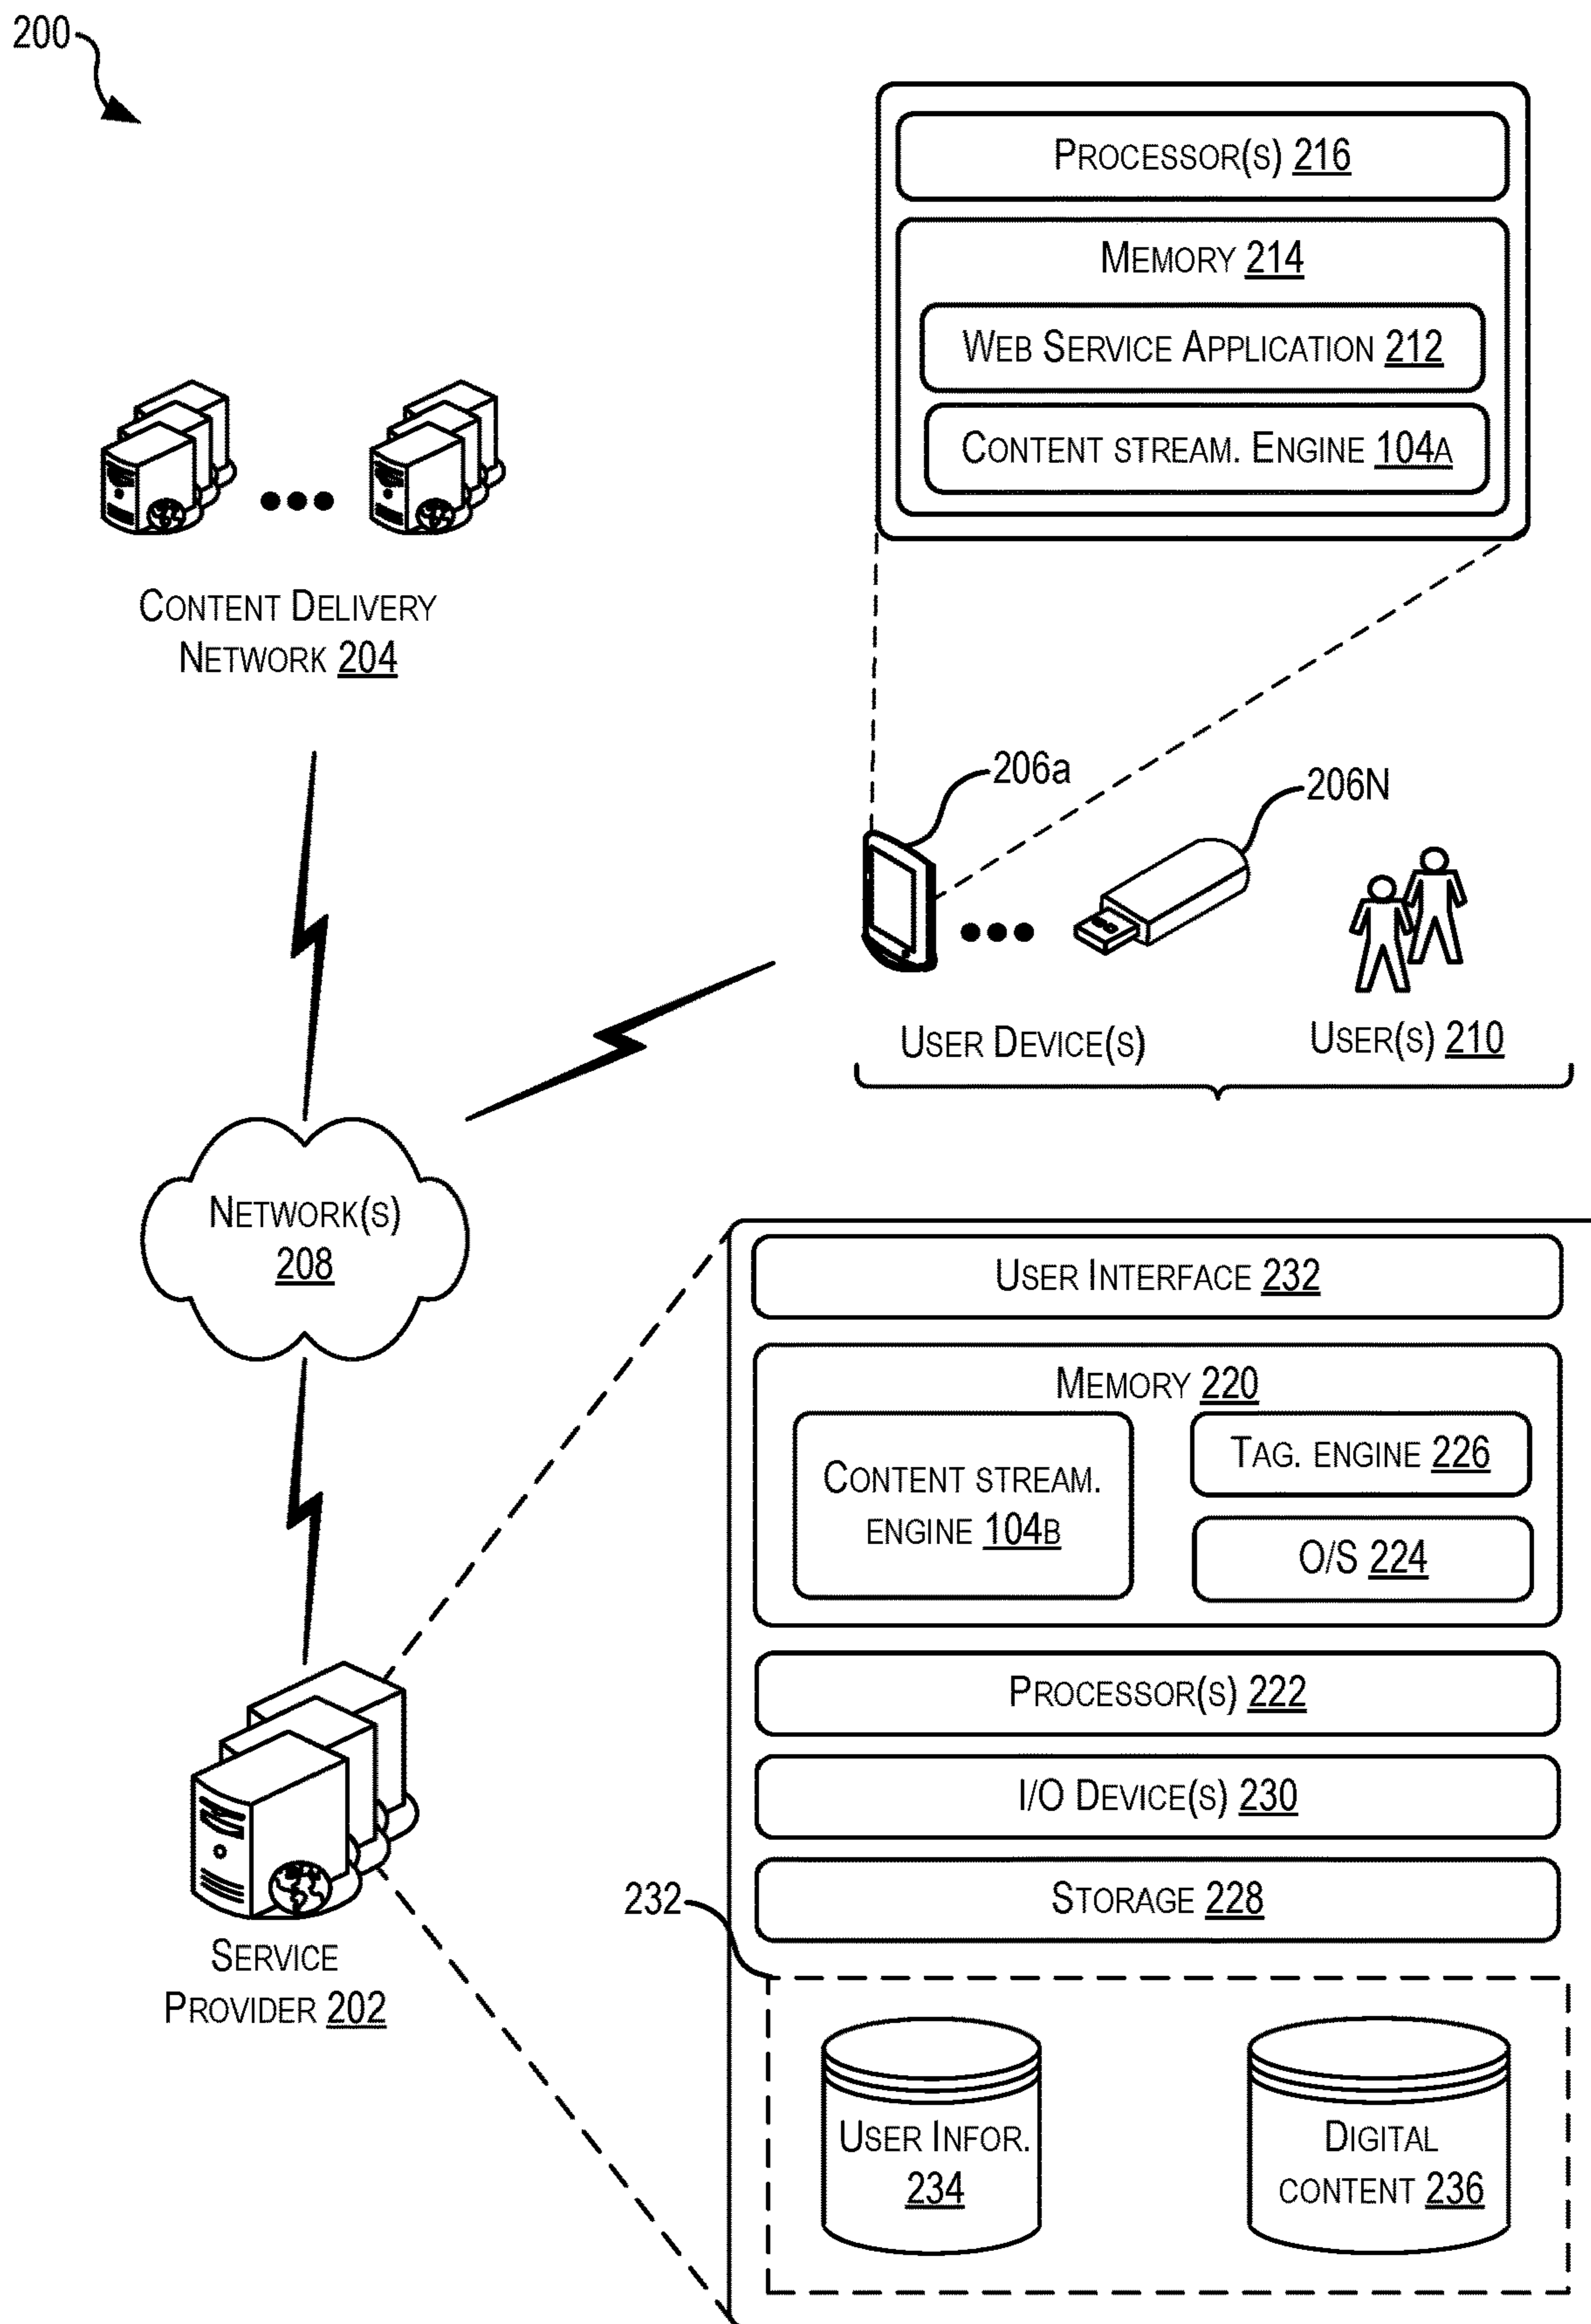 200
PROCESSOR(S) 216
MEMORY 214
WEB SERVICE APPLICATION 212
CONTENT STREAM. ENGINE 104A
CONTENT DELIVERY
NETWORK 204
206a
206N
USER DEVICE(S)
USER(S) 210
NETWORK(S)
208
USER INTERFACE 232
MEMORY 220
CONTENT STREAM.
ENGINE 104B
TAG. ENGINE 226
O/S 224
PROCESSOR(S) 222
I/O DEVICE(S) 230
STORAGE 228
232
SERVICE
PROVIDER 202
USER INFOR.
234
DIGITAL
CONTENT 236